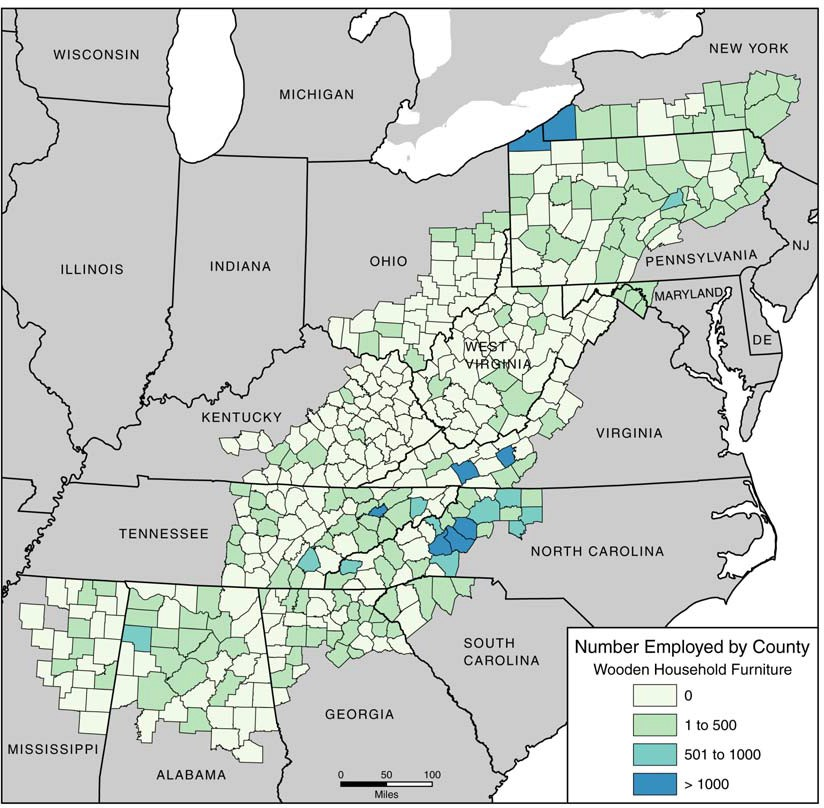 WISCONSIN
NEW YORK
MICHIGAN
ILLINOIS
INDIANA
OHIO
PENNSYLVANIA
NJ
MARYLAND
DE
WEST
VIRGINIA
KENTUCKY
VIRGINIA
TENNESSEE
NORTH CAROLINA
SOUTH
CAROLINA
GEORGIA
MISSISSIPPI
ALABAMA
0 50 100
Miles
Number Employed by County
Wooden Household Furniture
0
1 to 500
501 to 1000
> 1000